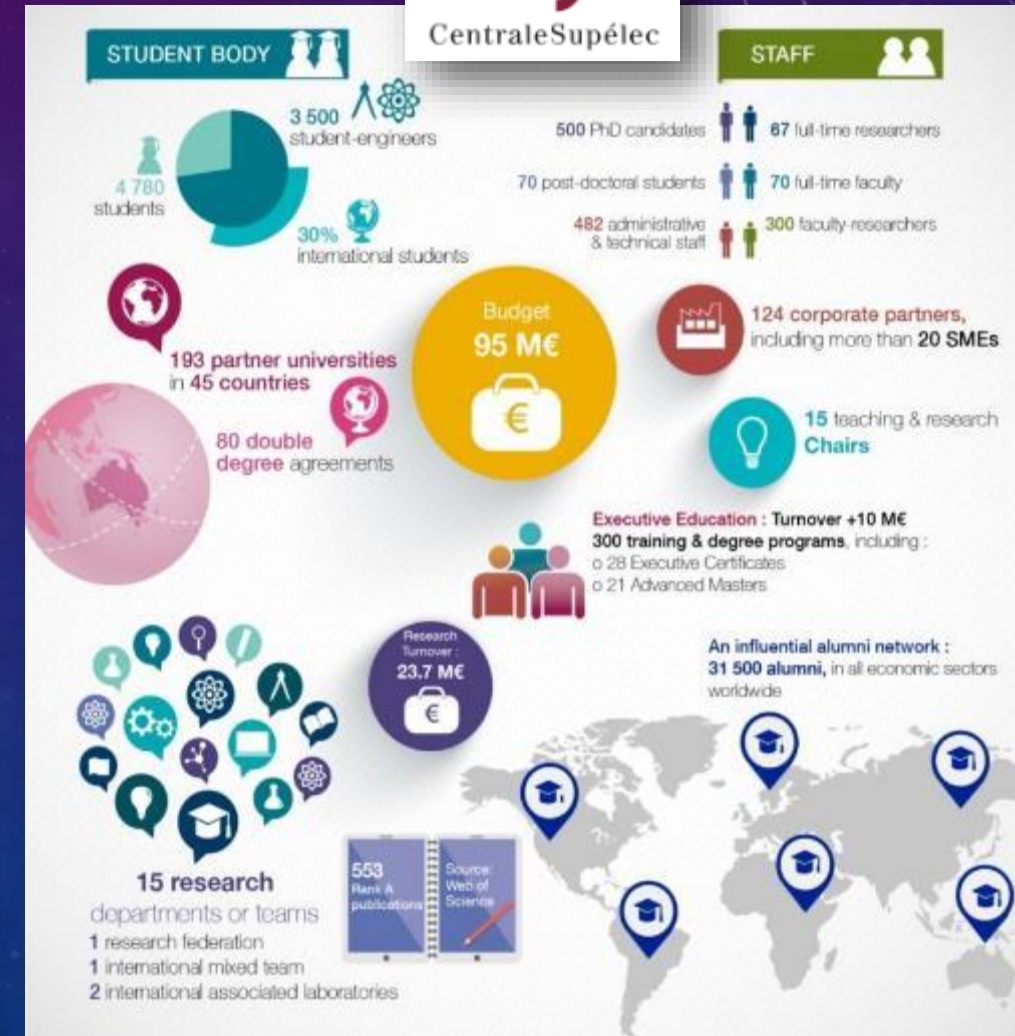 CentraleSupélec
STUDENT BODY
3 500
student-engineers
4 780
students
30%
international students
STAFF
500 PhD candidates
67 full-time researchers
70 post-doctoral students
70 full-time faculty
482 administrative
& technical staff
300 faculty-researchers
193 partner universities
in 45 countries
80 double
degree agreements
Budget
95 M€
€
124 corporate partners,
including more than 20 SMEs
15 teaching & research
Chairs
Executive Education : Turnover +10 M€
300 training & degree programs, including :
o 28 Executive Certificates
o 21 Advanced Masters
Research
Turnover :
23.7 M€
€
An influential alumni network :
31 500 alumni, in all economic sectors
worldwide
15 research
departments or teams
1 research federation
1 international mixed team
2 international associated laboratories
553
Rank A
publications
Source:
Web of
Science